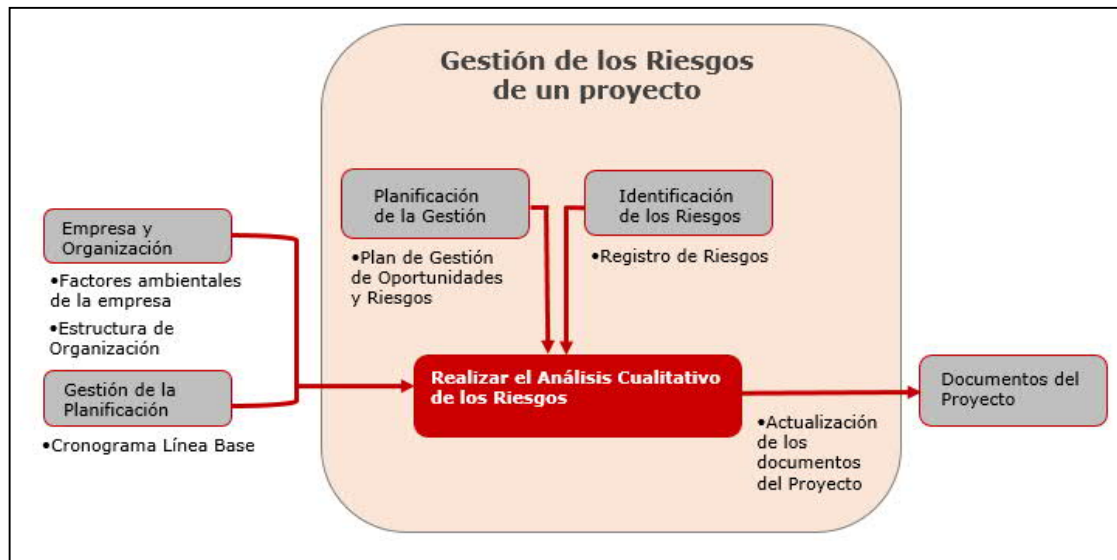 Gestión de los Riesgos
de un proyecto
Planificación
de la Gestión
•Plan de Gestión
de Oportunidades
y Riesgos
Identificación
de los Riesgos
•Registro de Riesgos
Empresa y
Organización
•Factores ambientales
de la empresa
•Estructura de
Organización
Gestión de la
Planificación
•Cronograma Línea Base
Realizar el Análisis Cualitativo
de los Riesgos
•Actualización
de los
documentos
del Proyecto
Documentos del
Proyecto